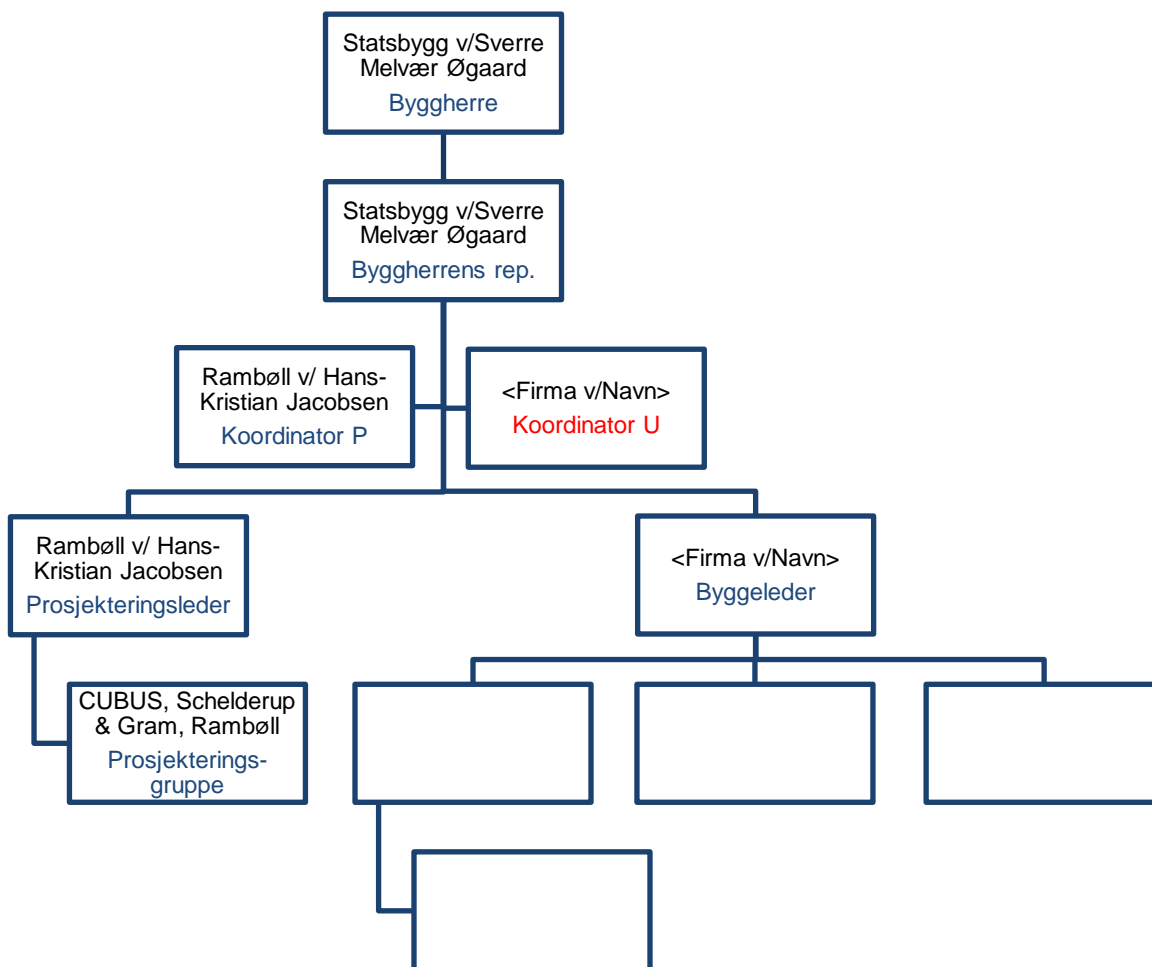 Statsbygg v/Sverre
Melvær Øgaard
Byggherre
Statsbygg v/Sverre
Melvær Øgaard
Byggherrens rep.
Rambøll v/ Hans-
Kristian Jacobsen
Koordinator P
<Firma v/Navn>
Koordinator U
Rambøll v/ Hans-
Kristian Jacobsen
Prosjekteringsleder
<Firma v/Navn>
Byggeleder
CUBUS, Schelderup
& Gram, Rambøll
Prosjekterings-
gruppe